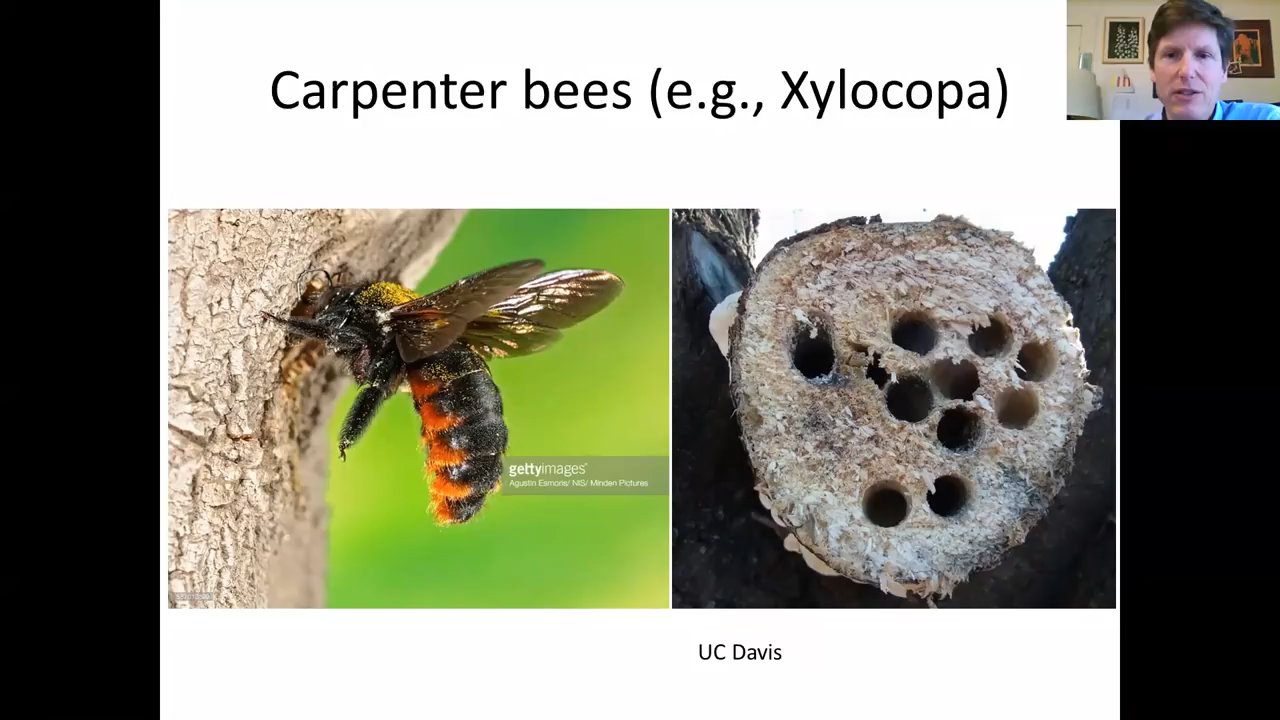 Carpenter bees (e.g., Xylocopa)
gettyimages®
Agustin Esmoris/ NIS/ Minden Pictures
UC Davis